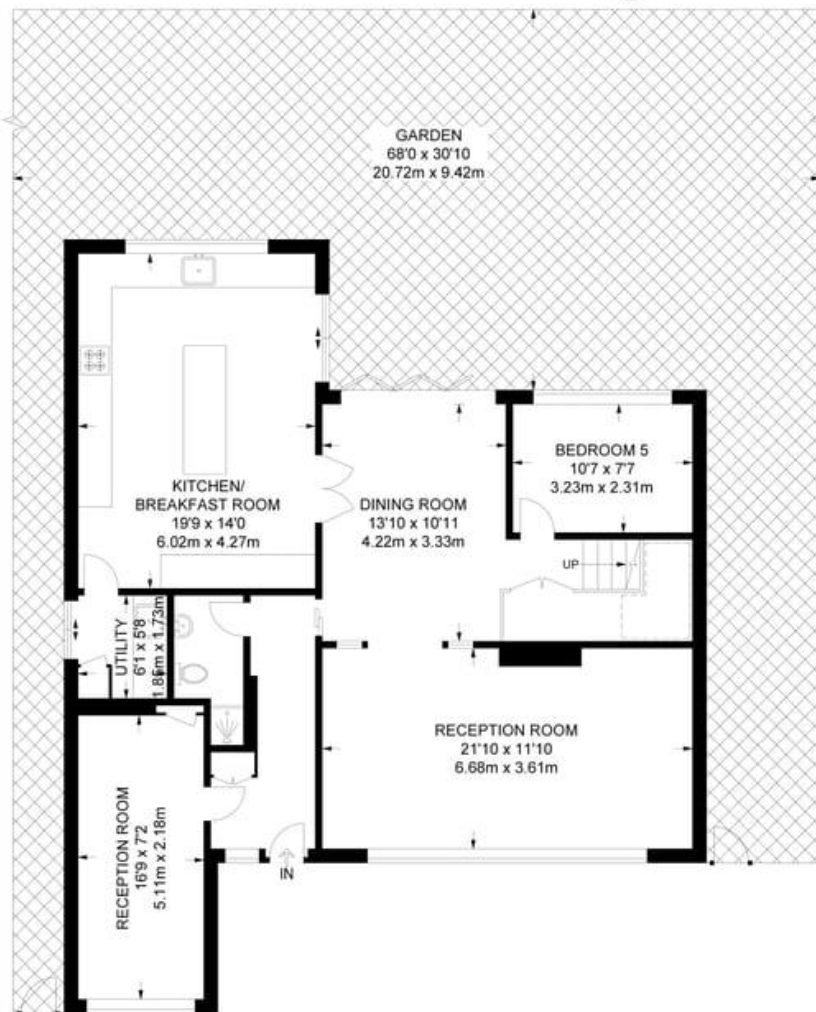 GARDEN
68'0 x 30'10
20.72m x 9.42m
KITCHEN/
BREAKFAST ROOM
19'9 x 14'0
6.02m x 4.27m
DINING ROOM
13'10 x 10'11
4.22m x 3.33m
BEDROOM 5
10'7 x 7'7
3.23m x 2.31m
UP
UTILITY
6'1 x 5'8
1.85m x 1.73m
RECEPTION ROOM
21'10 x 11'10
6.68m x 3.61m
RECEPTION ROOM
16'9 x 7'2
5.11m x 2.18m
IN